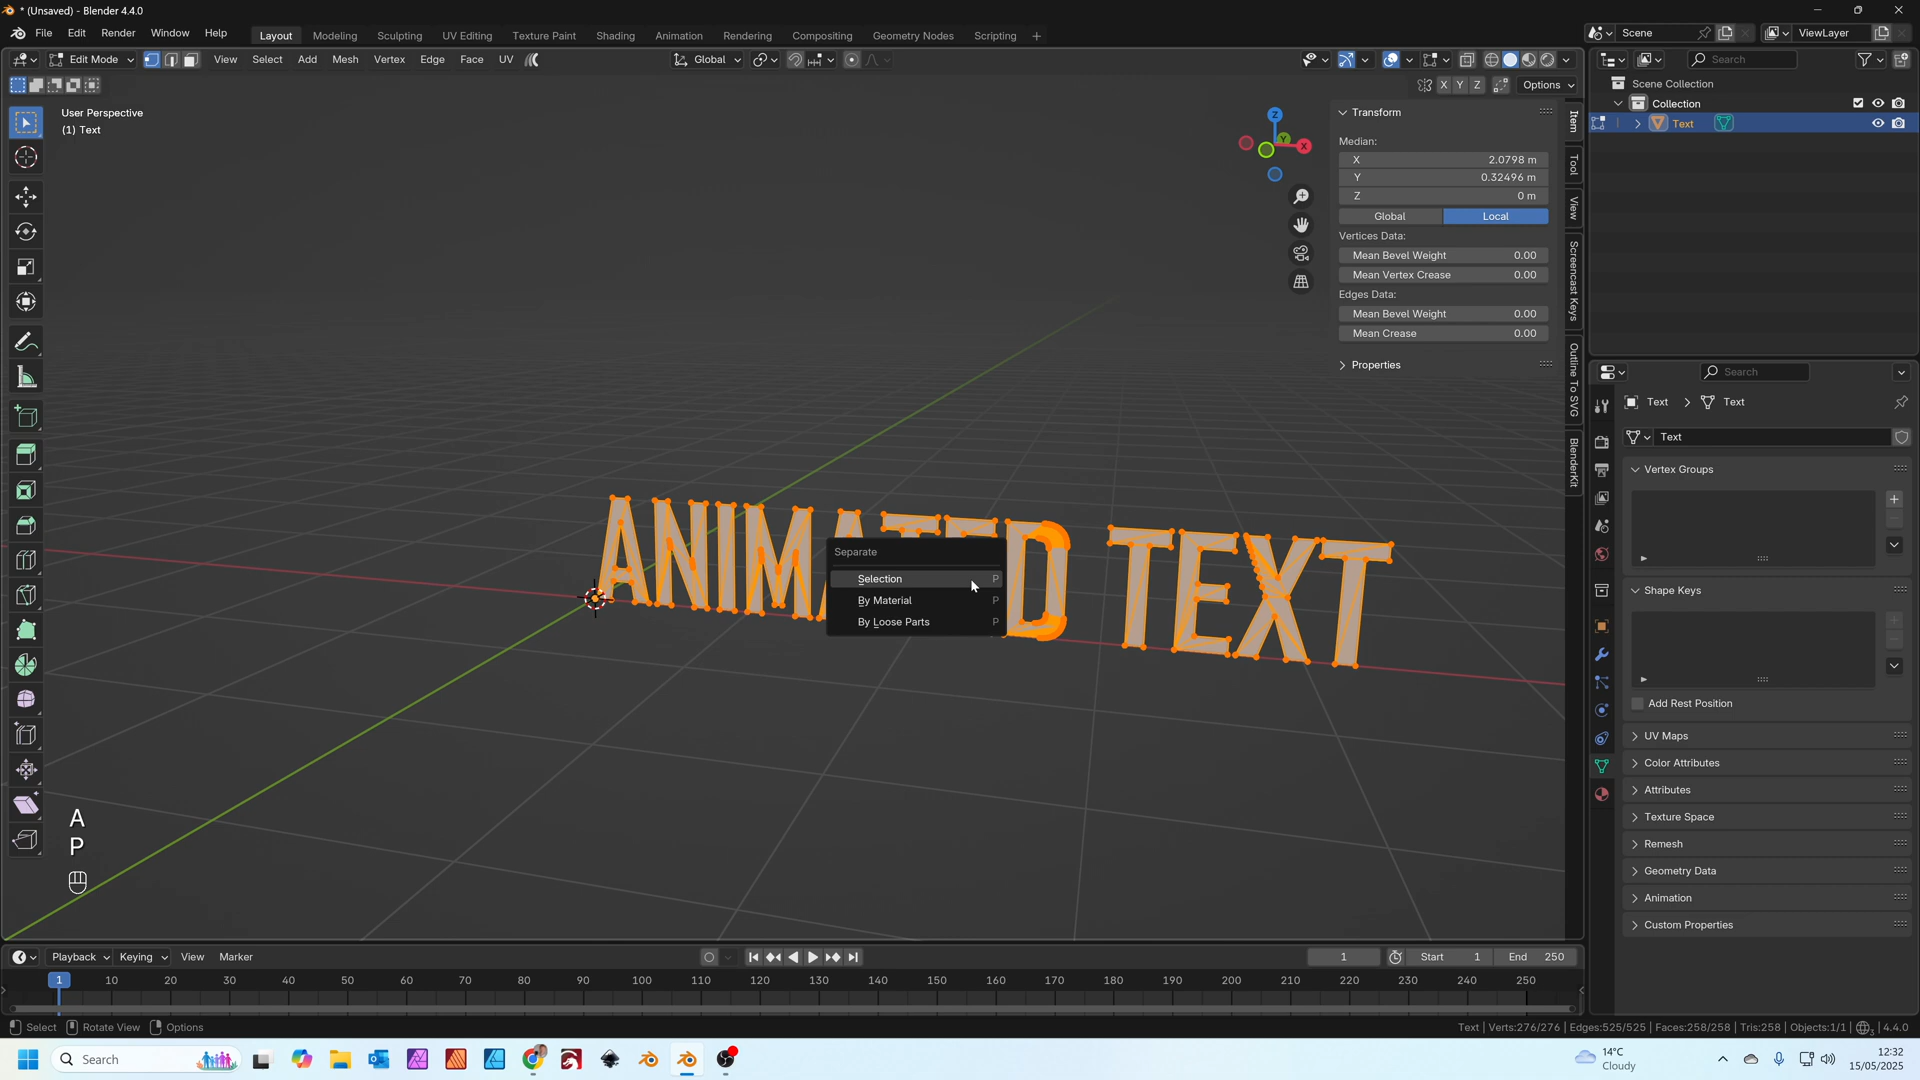 * (Unsaved) - Blender 4.4.0
File Edit Render Window Help
Layout Modeling Sculpting UV Editing Texture Paint Shading Animation Rendering Compositing Geometry Nodes Scripting +
Scene
ViewLayer
Edit Mode View Select Add Mesh Vertex Edge Face UV
Global
Search
X Y Z Options
User Perspective
(1) Text
Z
Y
X
Transform
Median:
X 2.0798 m
Y 0.32496 m
Z 0 m
Global Local
Vertices Data:
Mean Bevel Weight 0.00
Mean Vertex Crease 0.00
Edges Data:
Mean Bevel Weight 0.00
Mean Crease 0.00
Properties
Item
Tool
View
Screencast Keys
Outline To SVG
BlenderKit
Scene Collection
Collection
Text
Search
Text > Text
Text
Vertex Groups
Shape Keys
Add Rest Position
UV Maps
Color Attributes
Attributes
Texture Space
Remesh
Geometry Data
Animation
Custom Properties
ANIMATED TEXT
Separate
Selection P
By Material P
By Loose Parts P
A
P
Playback Keying View Marker
1 Start 1 End 250
1 10 20 30 40 50 60 70 80 90 100 110 120 130 140 150 160 170 180 190 200 210 220 230 240 250
Select Rotate View Options
Text | Verts:276/276 | Edges:525/525 | Faces:258/258 | Tris:258 | Objects:1/1 | 4.4.0
Search
14°C
Cloudy
12:32
15/05/2025